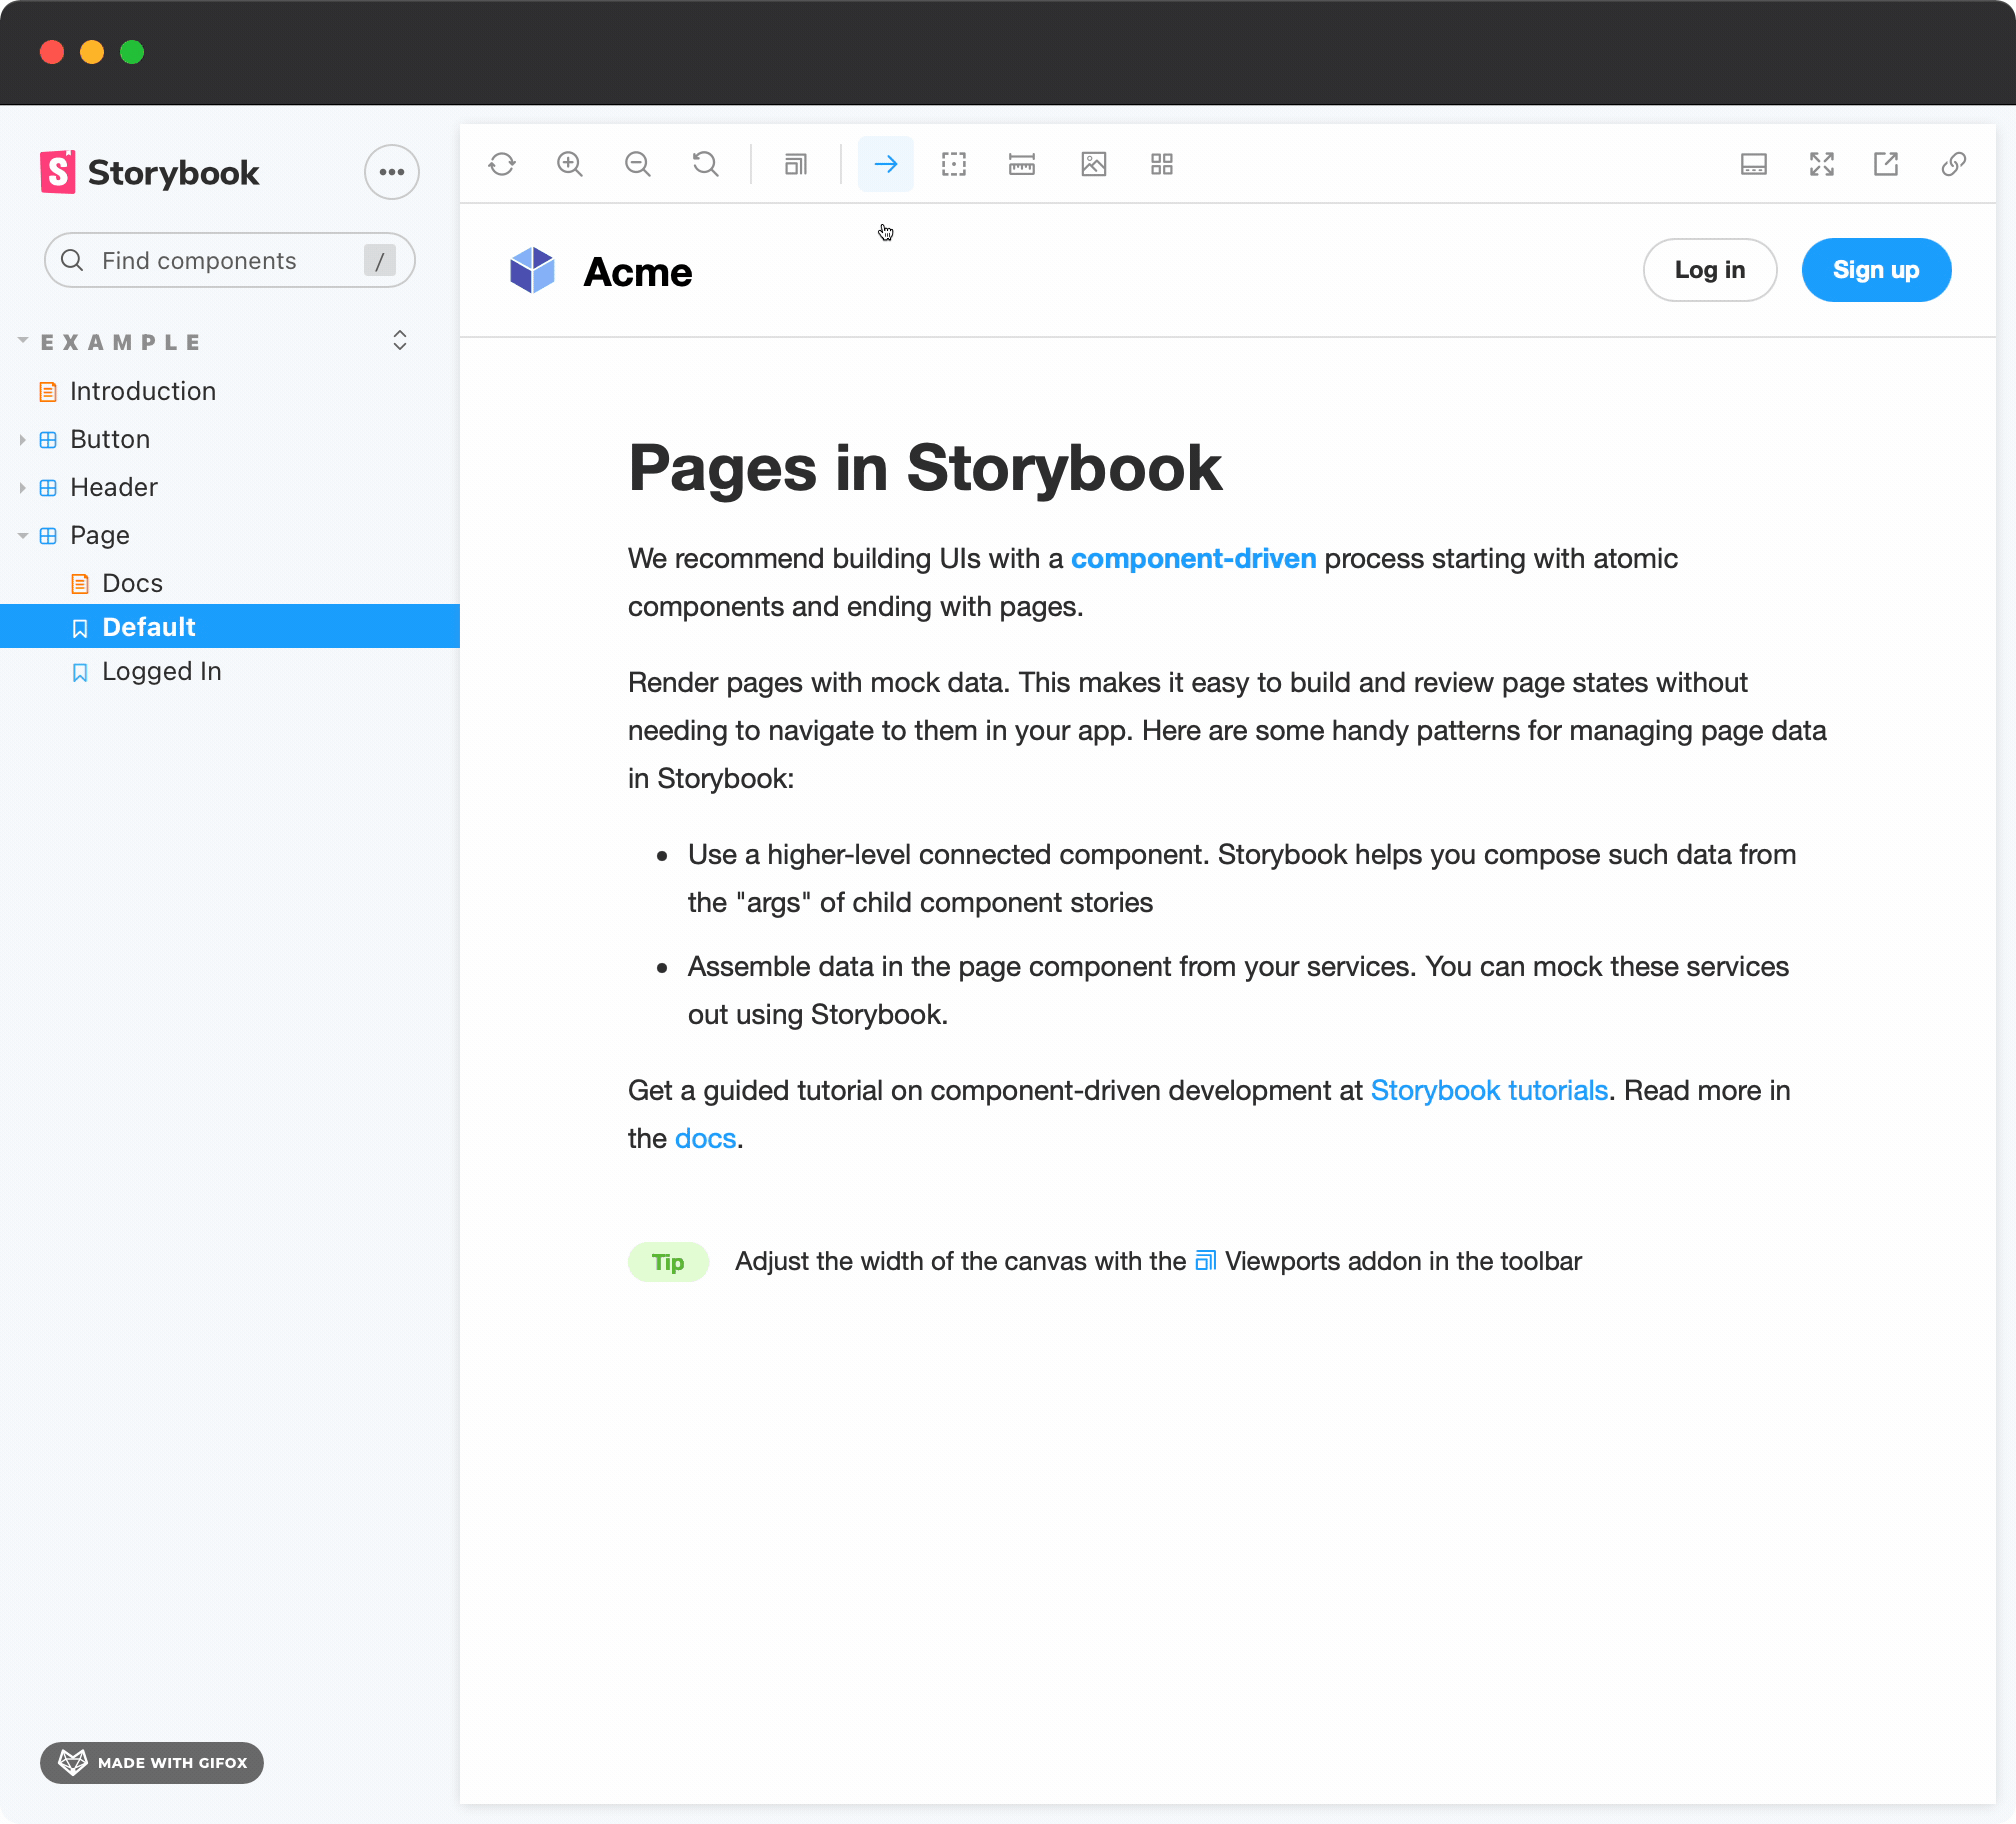 Storybook
Find components
/
EXAMPLE
Introduction
Button
Header
Page
Docs
Default
Logged In
MADE WITH GIFOX
Acme
Log in
Sign up
Pages in Storybook
We recommend building UIs with a component-driven process starting with atomic
components and ending with pages.
Render pages with mock data. This makes it easy to build and review page states without
needing to navigate to them in your app. Here are some handy patterns for managing page data
in Storybook:
• Use a higher-level connected component. Storybook helps you compose such data from
the "args" of child component stories
• Assemble data in the page component from your services. You can mock these services
out using Storybook.
Get a guided tutorial on component-driven development at Storybook tutorials. Read more in
the docs.
Tip Adjust the width of the canvas with the Viewports addon in the toolbar